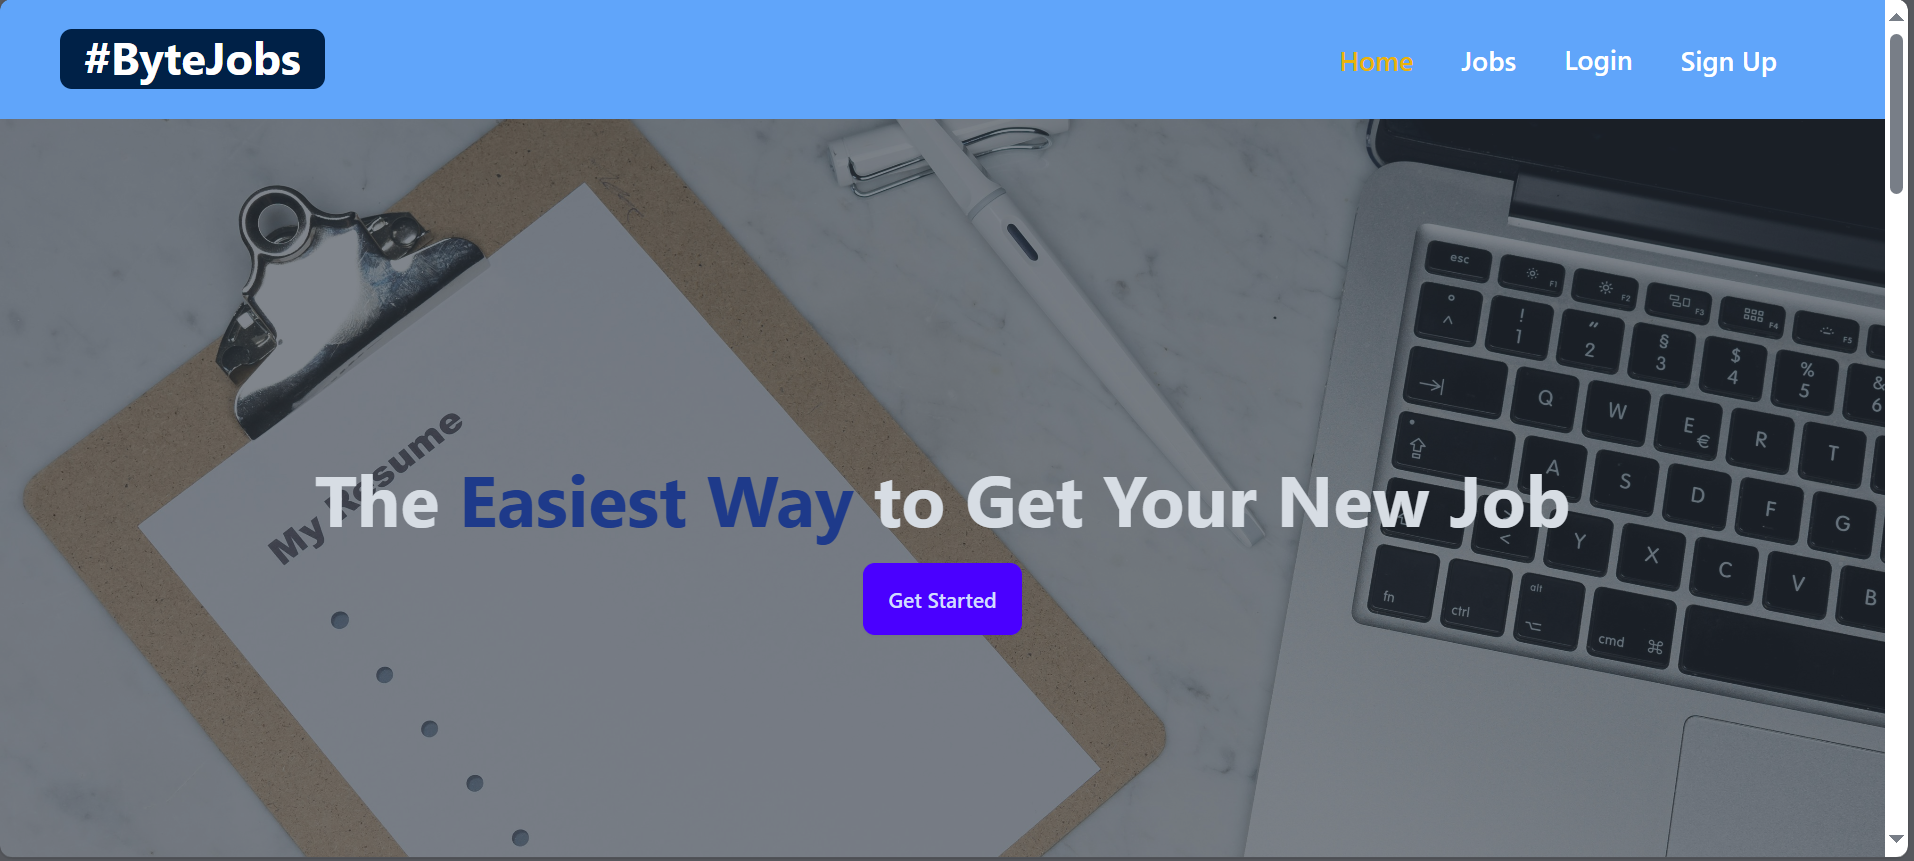 #ByteJobs
Home Jobs Login Sign Up
My Resume
The Easiest Way to Get Your New Job
Get Started
esc F1 F2 F3 F4 F5
^ ! 1 " 2 § 3 $ 4 % 5 & 6
Q W E € R T
A S D F G
< Y X C V B
fn ctrl alt cmd ⌘